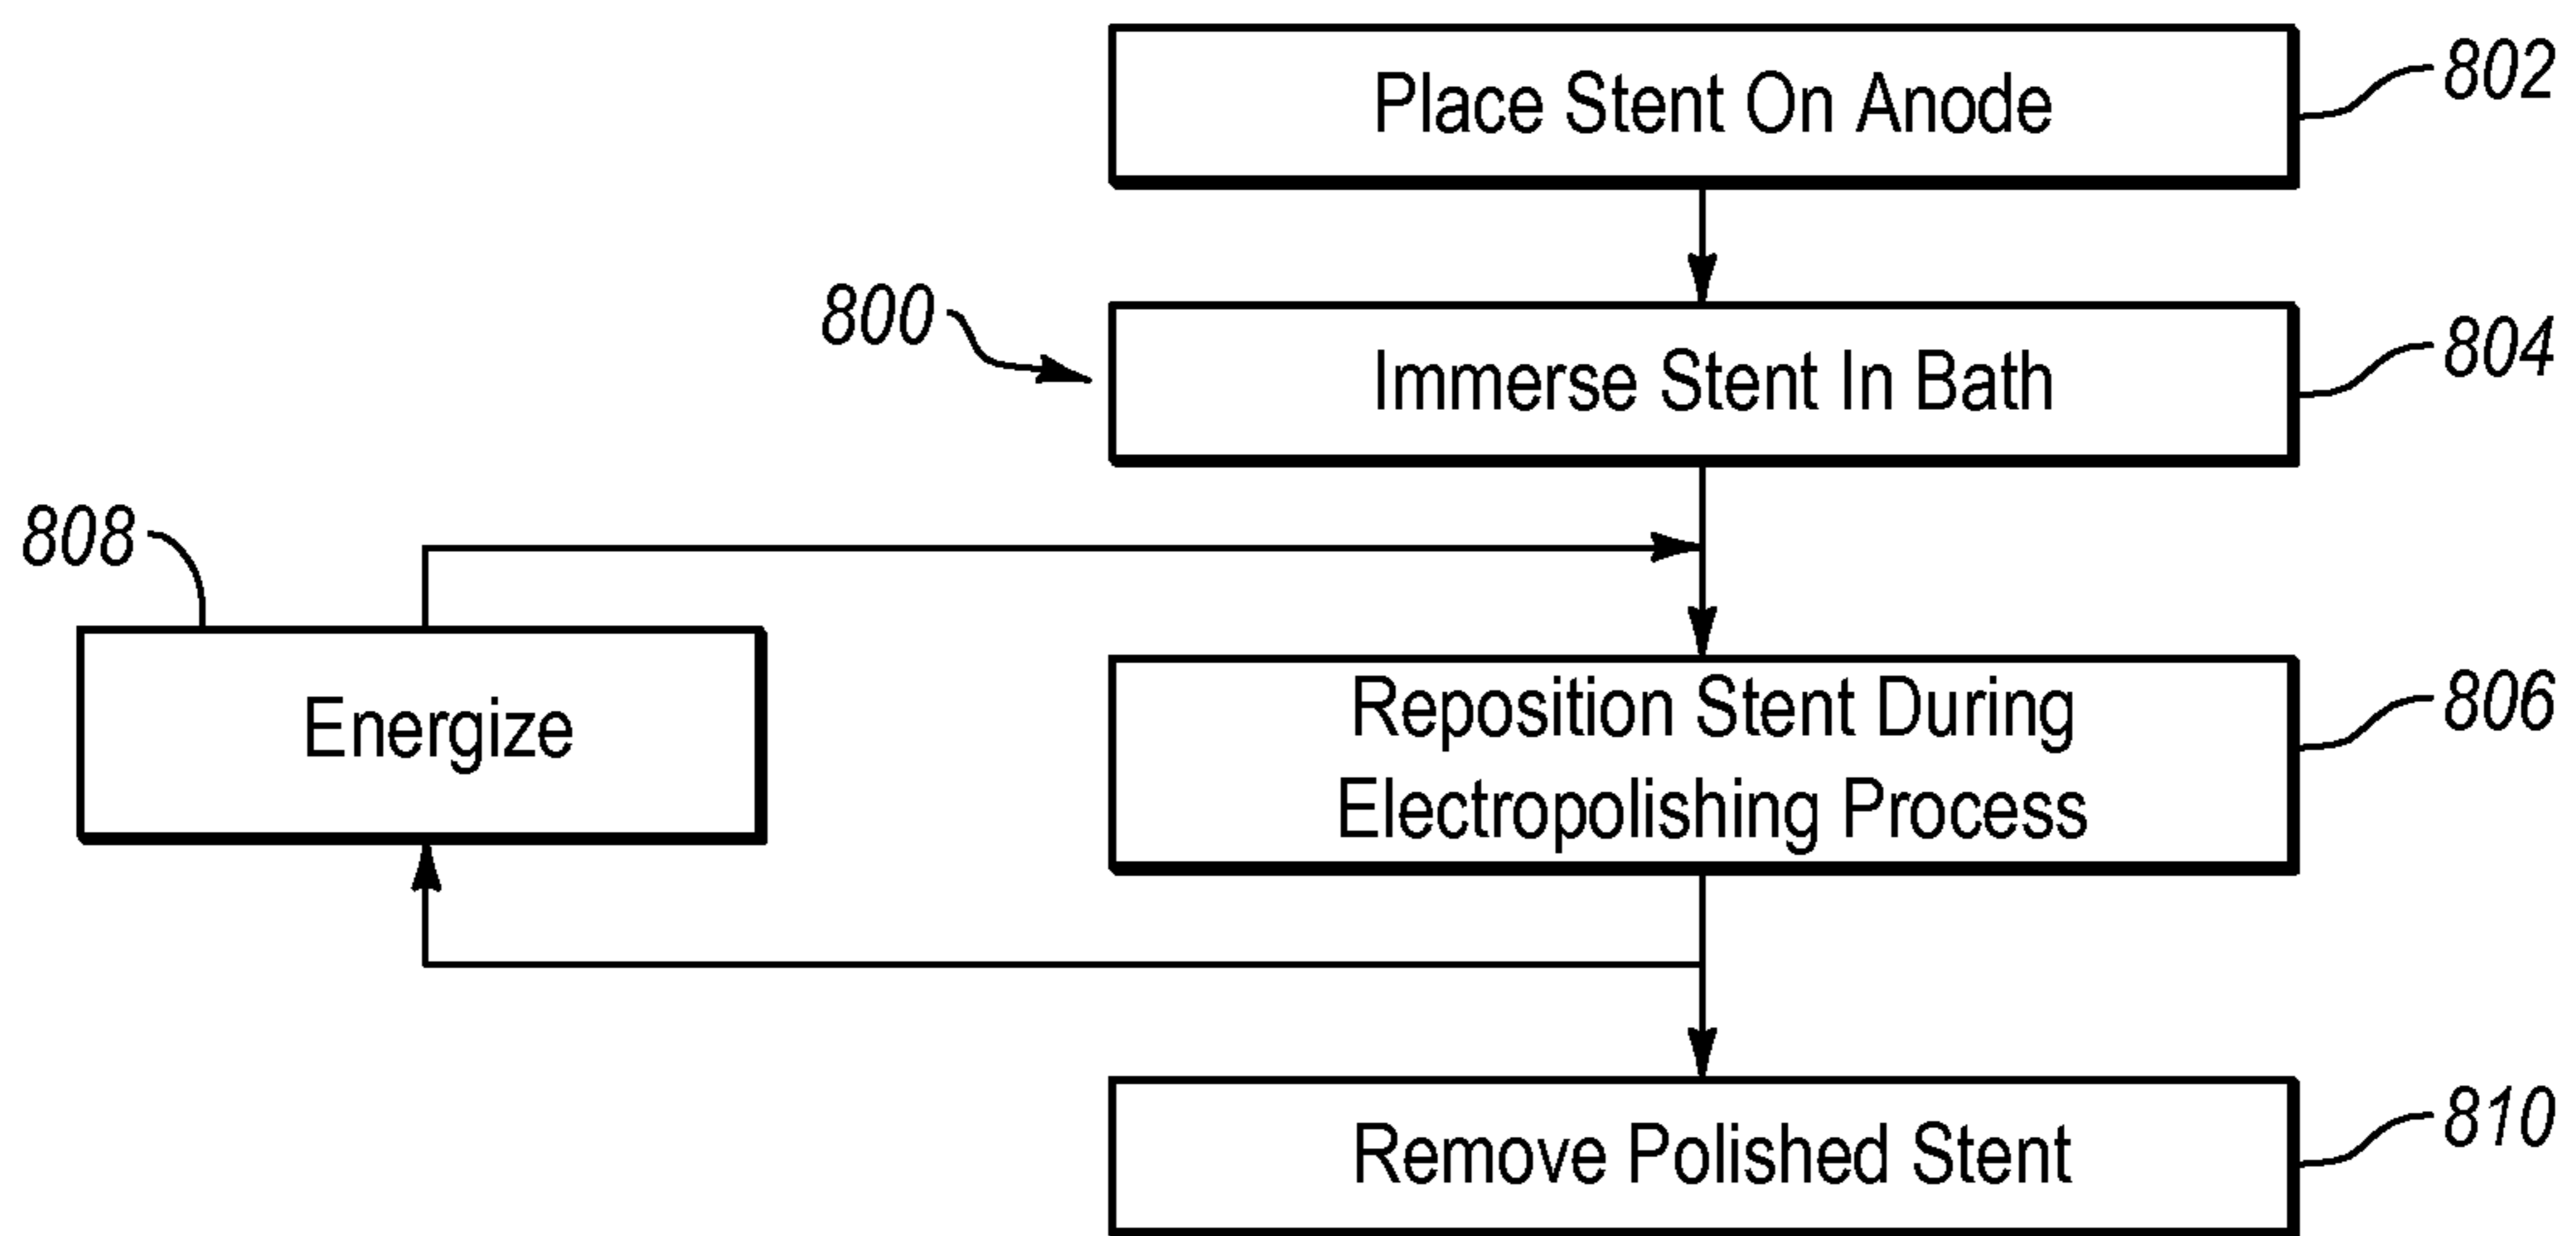 Place Stent On Anode
802
800
Immerse Stent In Bath
804
808
Energize
Reposition Stent During
Electropolishing Process
806
Remove Polished Stent
810